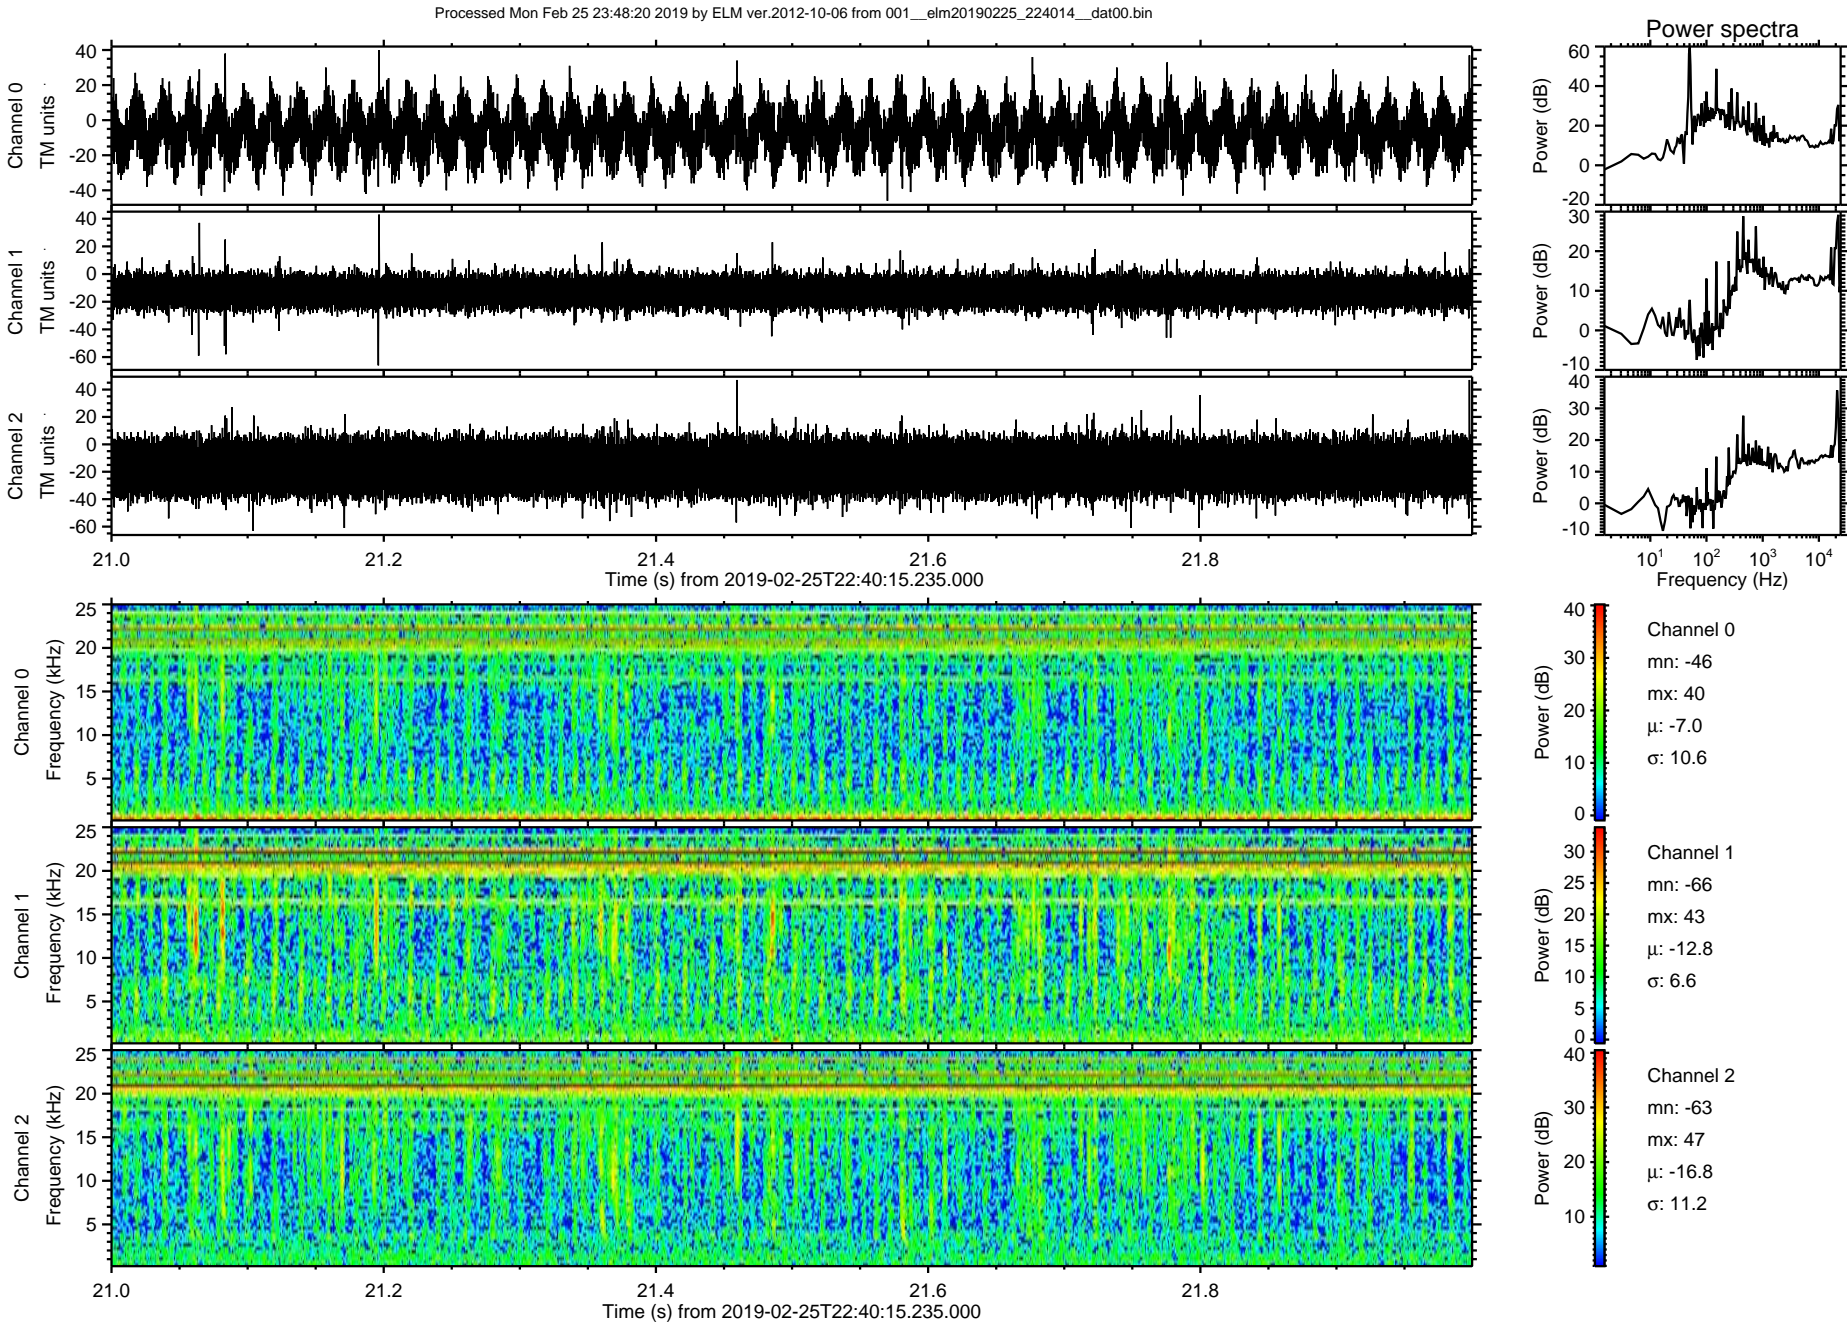 Processed Mon Feb 25 23:48:20 2019 by ELM ver.2012-10-06 from 001__elm20190225_224014__dat00.bin
Power spectra
Channel 0
TM units
40
20
0
-20
-40
Power (dB)
60
40
20
0
-20
Channel 1
TM units
40
20
0
-20
-40
-60
Power (dB)
30
20
10
0
-10
Channel 2
TM units
40
20
0
-20
-40
-60
Power (dB)
40
30
20
10
0
-10
21.0 21.2 21.4 21.6 21.8
Time (s) from 2019-02-25T22:40:15.235.000
10^1 10^2 10^3 10^4
Frequency (Hz)
Channel 0
Frequency (kHz)
25
20
15
10
5
Power (dB)
40
30
20
10
0
Channel 0
mn: -46
mx: 40
μ: -7.0
σ: 10.6
Channel 1
Frequency (kHz)
25
20
15
10
5
Power (dB)
30
25
20
15
10
5
0
Channel 1
mn: -66
mx: 43
μ: -12.8
σ: 6.6
Channel 2
Frequency (kHz)
25
20
15
10
5
Power (dB)
40
30
20
10
Channel 2
mn: -63
mx: 47
μ: -16.8
σ: 11.2
21.0 21.2 21.4 21.6 21.8
Time (s) from 2019-02-25T22:40:15.235.000